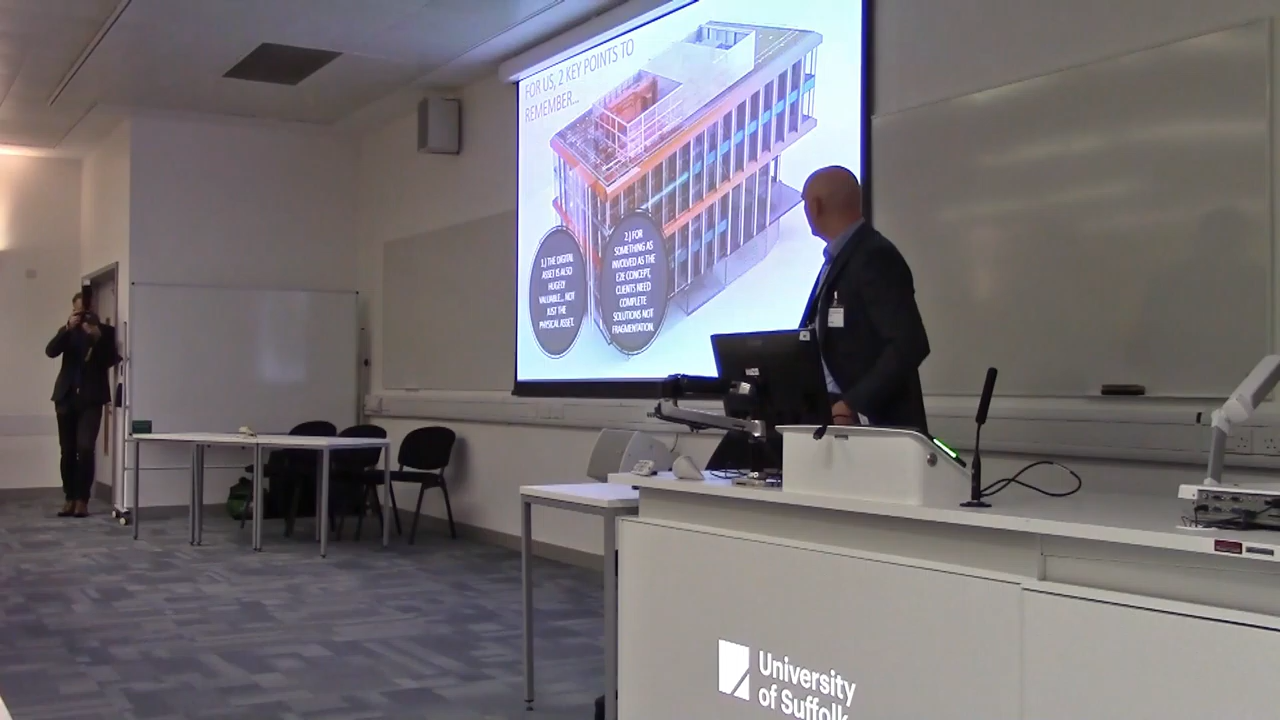 FOR US, 2 KEY POINTS TO
REMEMBER...
1.) THE DIGITAL
ASSET IS ALSO
HUGELY
VALUABLE... NOT
JUST THE
PHYSICAL ASSET.
2.) FOR
SOMETHING AS
INVOLVED AS THE
E2E CONCEPT,
CLIENTS NEED
COMPLETE
SOLUTIONS NOT
FRAGMENTATION.
University
of Suffolk